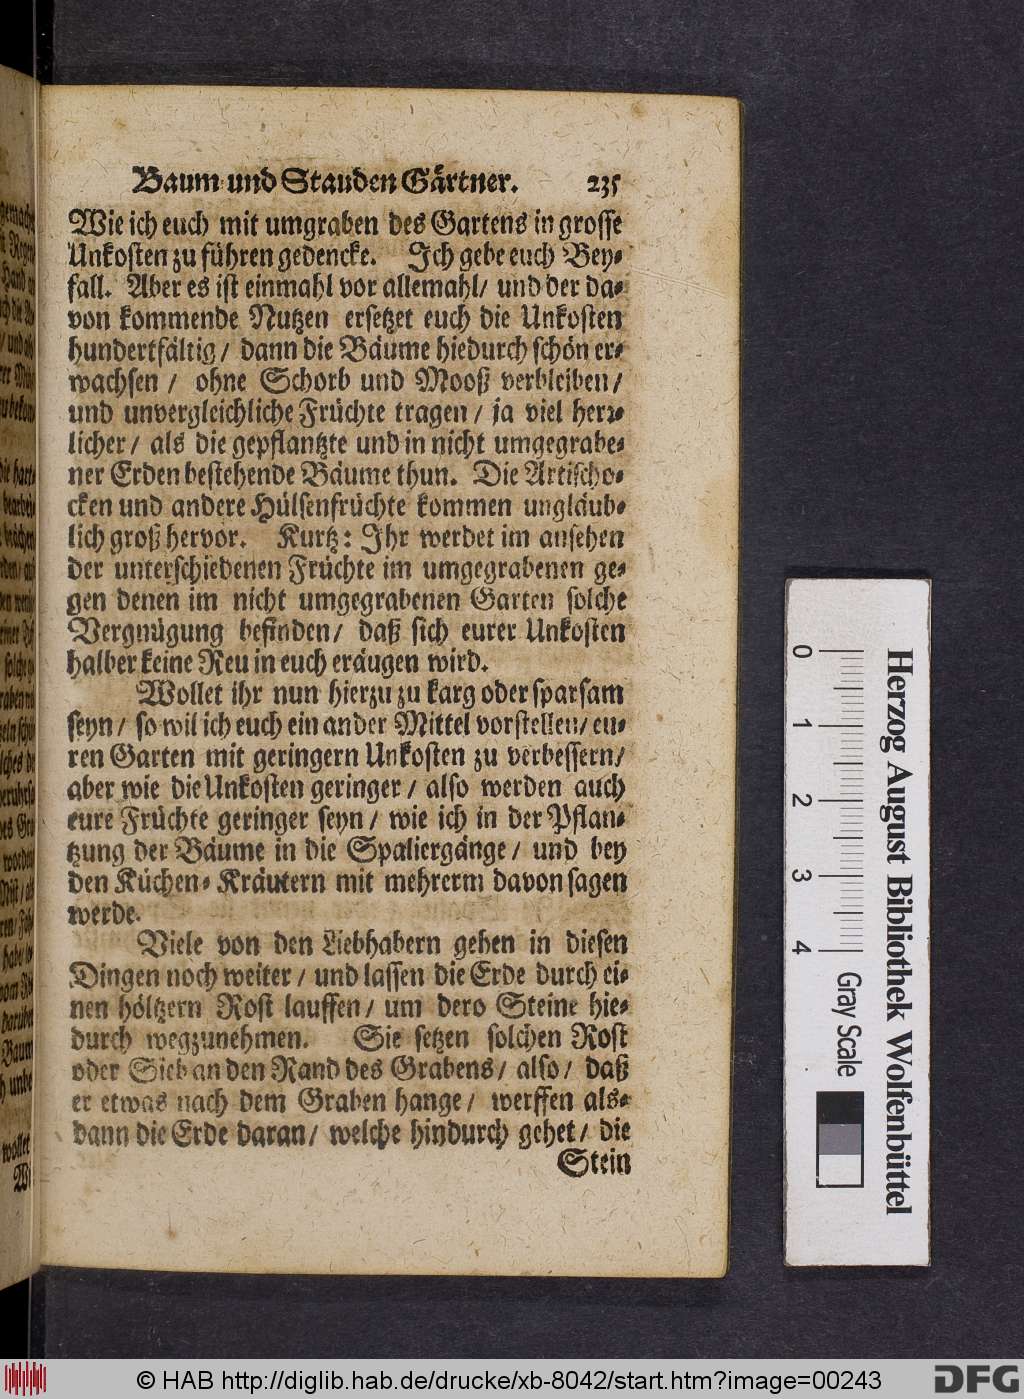 Baum und Stauden Gärtner. 235
Wie ich euch mit umgraben des Gartens in grosse
Unkosten zu führen gedencke. Ich gebe euch Bey-
fall. Aber es ist einmahl vor allemahl/ und der da-
von kommende Nutzen ersetzet euch die Unkosten
hundertfältig/ dann die Bäume hiedurch schön er-
wachsen / ohne Schorb und Mooß verbleiben/
und unvergleichliche Früchte tragen / ja viel herr-
licher/ als die gepflantzte und in nicht umgegrabe-
ner Erden bestehende Bäume thun. Die Artischo-
cken und andere Hülsenfrüchte kommen ungläub-
lich groß hervor. Kurtz: Ihr werdet im ansehen
der unterschiedenen Früchte im umgegrabenen ge-
gen denen im nicht umgegrabenen Garten solche
Vergnügung befinden/ daß sich eurer Unkosten
halber keine Reu in euch eräugen wird.
Wollet ihr nun hierzu zu karg oder sparsam
seyn/ so wil ich euch ein ander Mittel vorstellen/ eu-
ren Garten mit geringern Unkosten zu verbessern/
aber wie die Unkosten geringer / also werden auch
eure Früchte geringer seyn / wie ich in der Pflan-
tzung der Bäume in die Spaliergänge / und bey
den Küchen-Kräutern mit mehrerm davon sagen
werde.
Viele von den Liebhabern gehen in diesen
Dingen noch weiter / und lassen die Erde durch ei-
nen höltzern Rost lauffen/ um dero Steine hie-
durch wegzunehmen. Sie setzen solchen Rost
oder Sieb an den Rand des Grabens/ also/ daß
er etwas nach dem Graben hange/ werffen als-
dann die Erde daran/ welche hindurch gehet/ die
Stein
0 1 2 3 4
Gray Scale
Herzog August Bibliothek Wolfenbüttel
© HAB http://diglib.hab.de/drucke/xb-8042/start.htm?image=00243
DFG